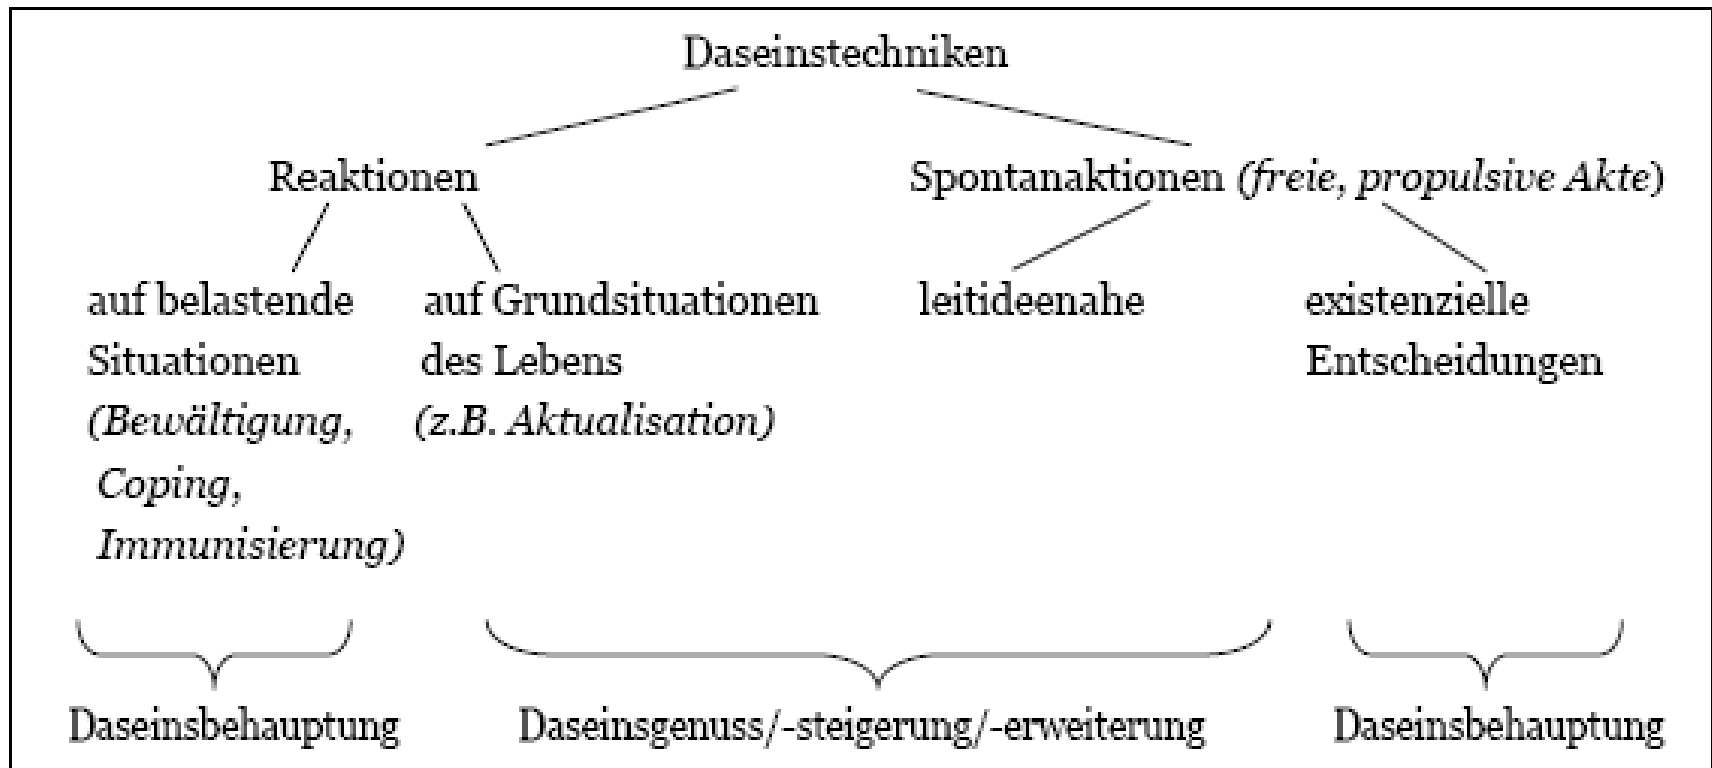 Daseinstechniken
Reaktionen
Spontanaktionen (freie, propulsive Akte)
auf belastende
Situationen
(Bewältigung,
Coping,
Immunisierung)
auf Grundsituationen
des Lebens
(z.B. Aktualisation)
leitideenahe
existenzielle
Entscheidungen
Daseinsbehauptung
Daseinsgenuss/-steigerung/-erweiterung
Daseinsbehauptung